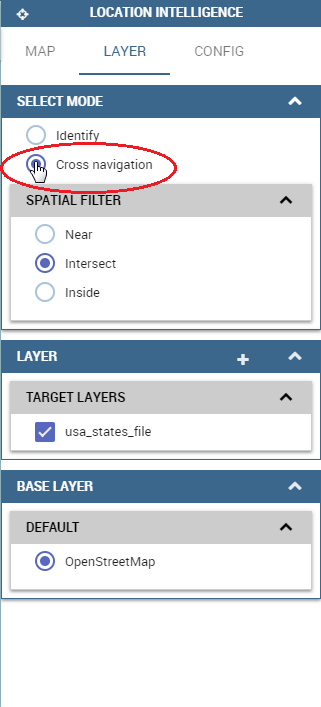 LOCATION INTELLIGENCE
MAP LAYER CONFIG
SELECT MODE
Identify
Cross navigation
SPATIAL FILTER
Near
Intersect
Inside
LAYER
TARGET LAYERS
usa_states_file
BASE LAYER
DEFAULT
OpenStreetMap